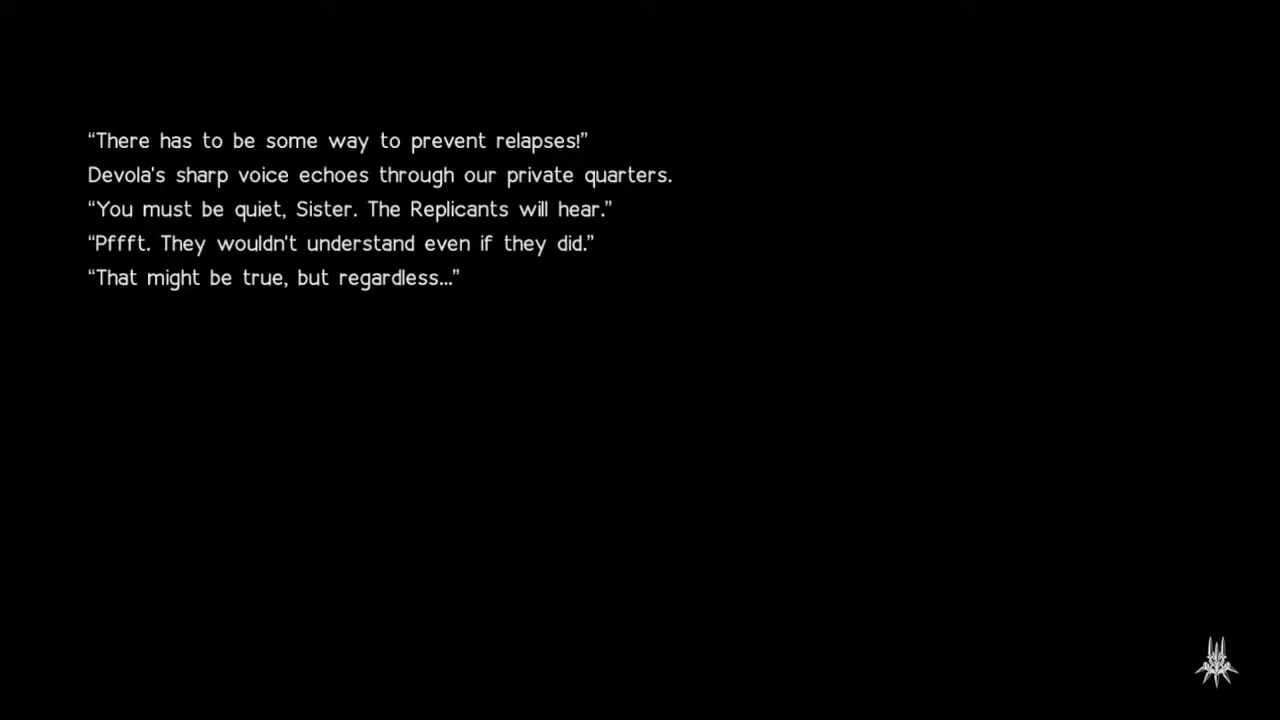 “There has to be some way to prevent relapses!”
Devola's sharp voice echoes through our private quarters.
“You must be quiet, Sister. The Replicants will hear.”
“Pffft. They wouldn't understand even if they did.”
“That might be true, but regardless...”